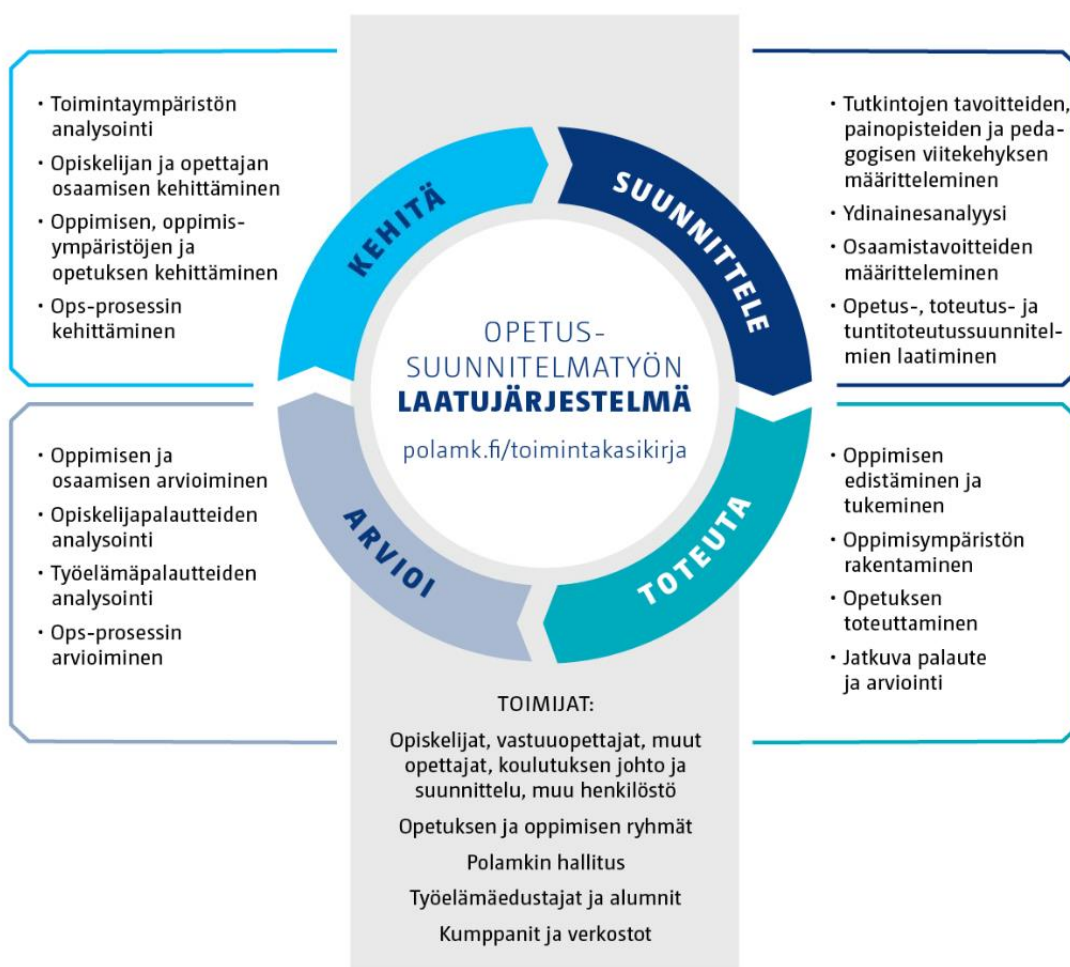 KEHITÄ
· Toimintaympäristön
analysointi
· Opiskelijan ja opettajan
osaamisen kehittäminen
· Oppimisen, oppimis-
ympäristöjen ja
opetuksen kehittäminen
· Ops-prosessin
kehittäminen
SUUNNITTELE
· Tutkintojen tavoitteiden,
painopisteiden ja peda-
gogisen viitekehyksen
määritteleminen
· Ydinainesanalyysi
· Osaamistavoitteiden
määritteleminen
· Opetus-, toteutus- ja
tuntitoteutussuunnitel-
mien laatiminen
OPETUS-
SUUNNITELMATYÖN
LAATUJÄRJESTELMÄ
polamk.fi/toimintakasikirja
ARVIOI
· Oppimisen ja
osaamisen arvioiminen
· Opiskelijapalautteiden
analysointi
· Työelämäpalautteiden
analysointi
· Ops-prosessin
arvioiminen
TOTEUTA
· Oppimisen
edistäminen ja
tukeminen
· Oppimisympäristön
rakentaminen
· Opetuksen
toteuttaminen
· Jatkuva palaute
ja arviointi
TOIMIJAT:
Opiskelijat, vastuuopettajat, muut
opettajat, koulutuksen johto ja
suunnittelu, muu henkilöstö
Opetuksen ja oppimisen ryhmät
Polamkin hallitus
Työelämäedustajat ja alumnit
Kumppanit ja verkostot